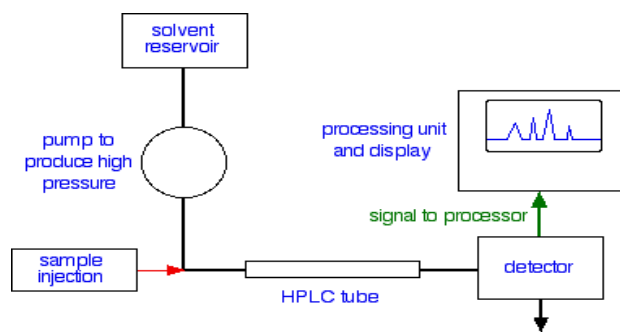 solvent
reservoir
pump to
produce high
pressure
processing unit
and display
signal to processor
sample
injection
HPLC tube
detector